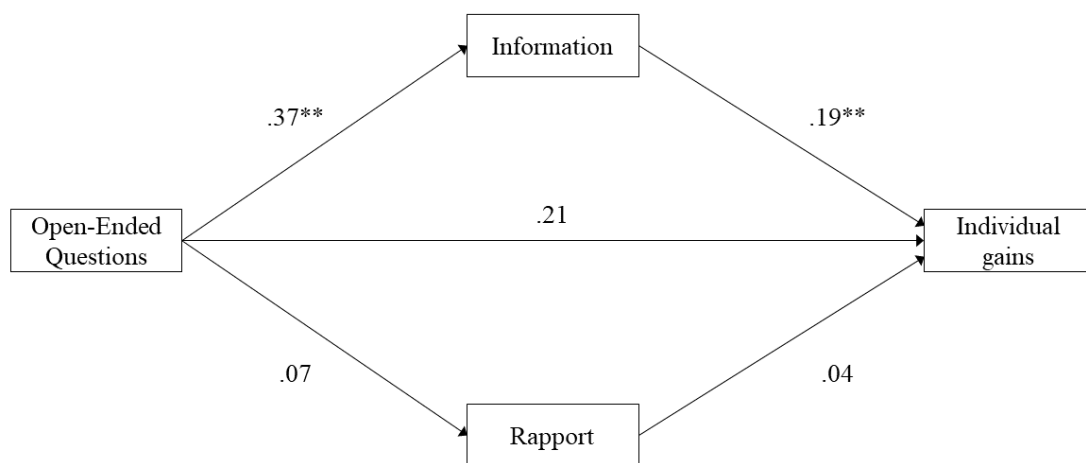 Information
.37**
.19**
Open-Ended
Questions
.21
Individual
gains
.07
.04
Rapport